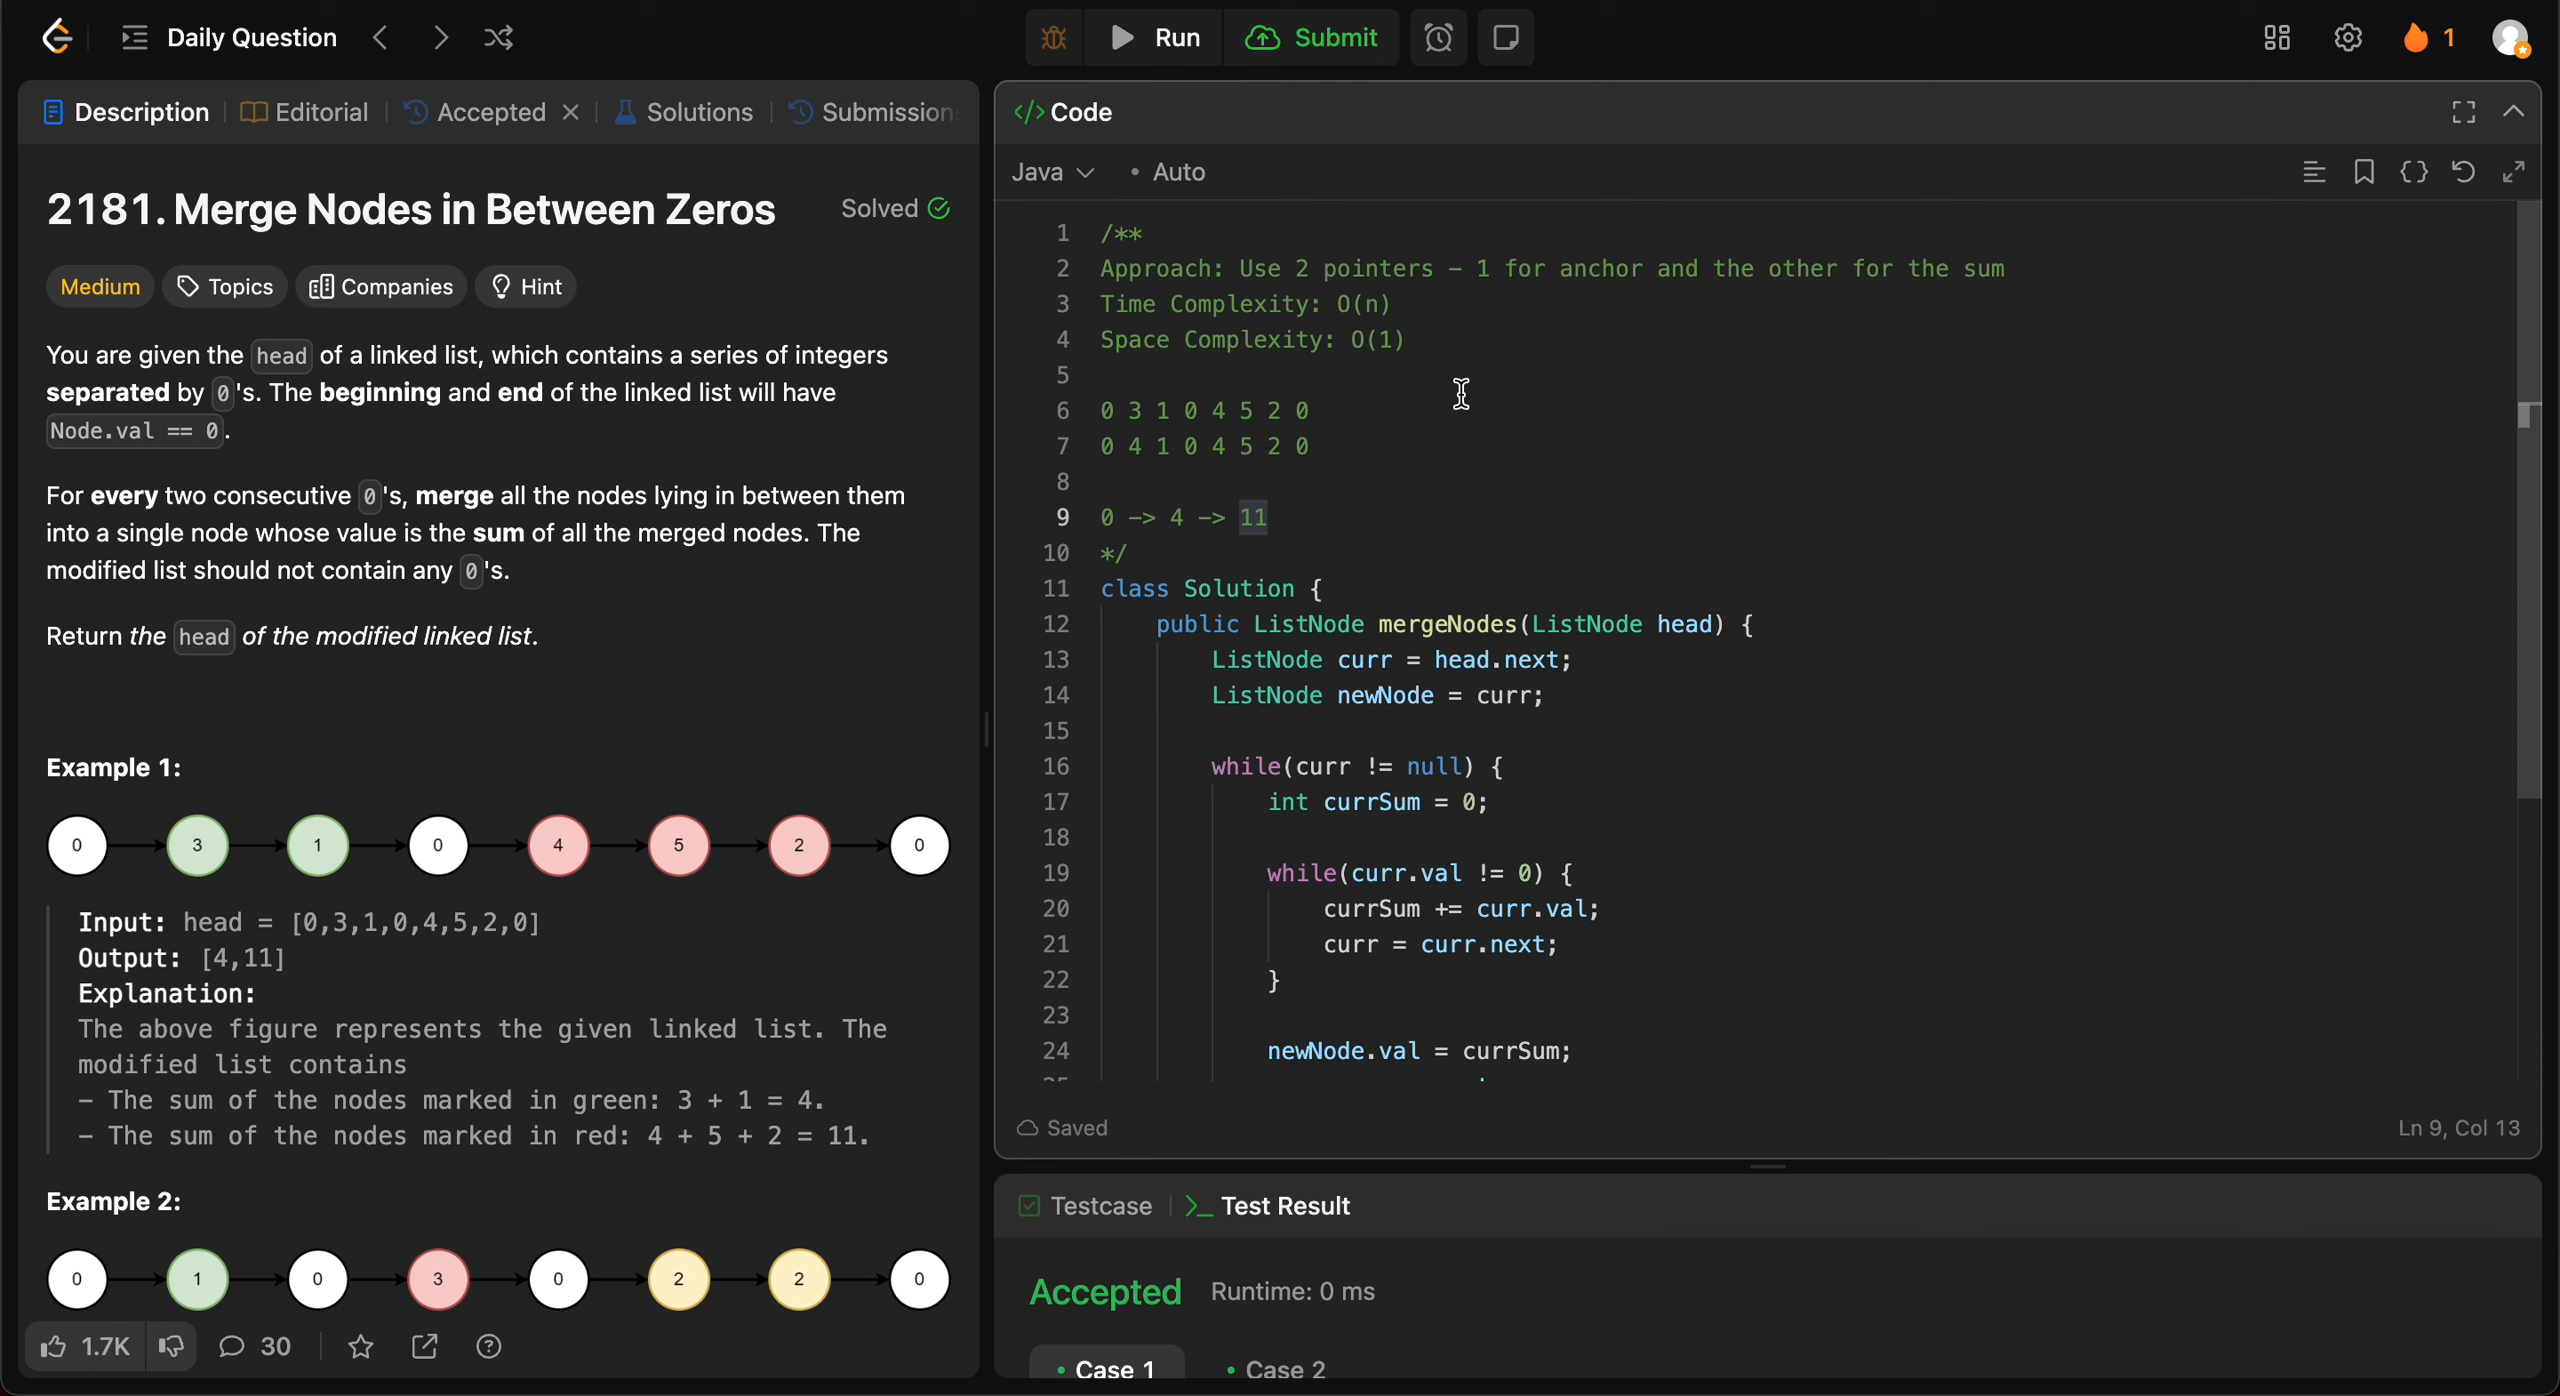 Daily Question
Run
Submit
1
Description
Editorial
Accepted
Solutions
Submission
2181. Merge Nodes in Between Zeros
Solved
Medium
Topics
Companies
Hint
You are given the head of a linked list, which contains a series of integers
separated by 0's. The beginning and end of the linked list will have
Node.val == 0.
For every two consecutive 0's, merge all the nodes lying in between them
into a single node whose value is the sum of all the merged nodes. The
modified list should not contain any 0's.
Return the head of the modified linked list.
Example 1:
0 3 1 0 4 5 2 0
Input: head = [0,3,1,0,4,5,2,0]
Output: [4,11]
Explanation:
The above figure represents the given linked list. The
modified list contains
- The sum of the nodes marked in green: 3 + 1 = 4.
- The sum of the nodes marked in red: 4 + 5 + 2 = 11.
Example 2:
0 1 0 3 0 2 2 0
1.7K
30
</> Code
Java
• Auto
1 /**
2 Approach: Use 2 pointers - 1 for anchor and the other for the sum
3 Time Complexity: O(n)
4 Space Complexity: O(1)
5
6 0 3 1 0 4 5 2 0
7 0 4 1 0 4 5 2 0
8
9 0 -> 4 -> 11
10 */
11 class Solution {
12 public ListNode mergeNodes(ListNode head) {
13 ListNode curr = head.next;
14 ListNode newNode = curr;
15
16 while(curr != null) {
17 int currSum = 0;
18
19 while(curr.val != 0) {
20 currSum += curr.val;
21 curr = curr.next;
22 }
23
24 newNode.val = currSum;
Saved
Ln 9, Col 13
Testcase
>_ Test Result
Accepted
Runtime: 0 ms
• Case 1
• Case 2